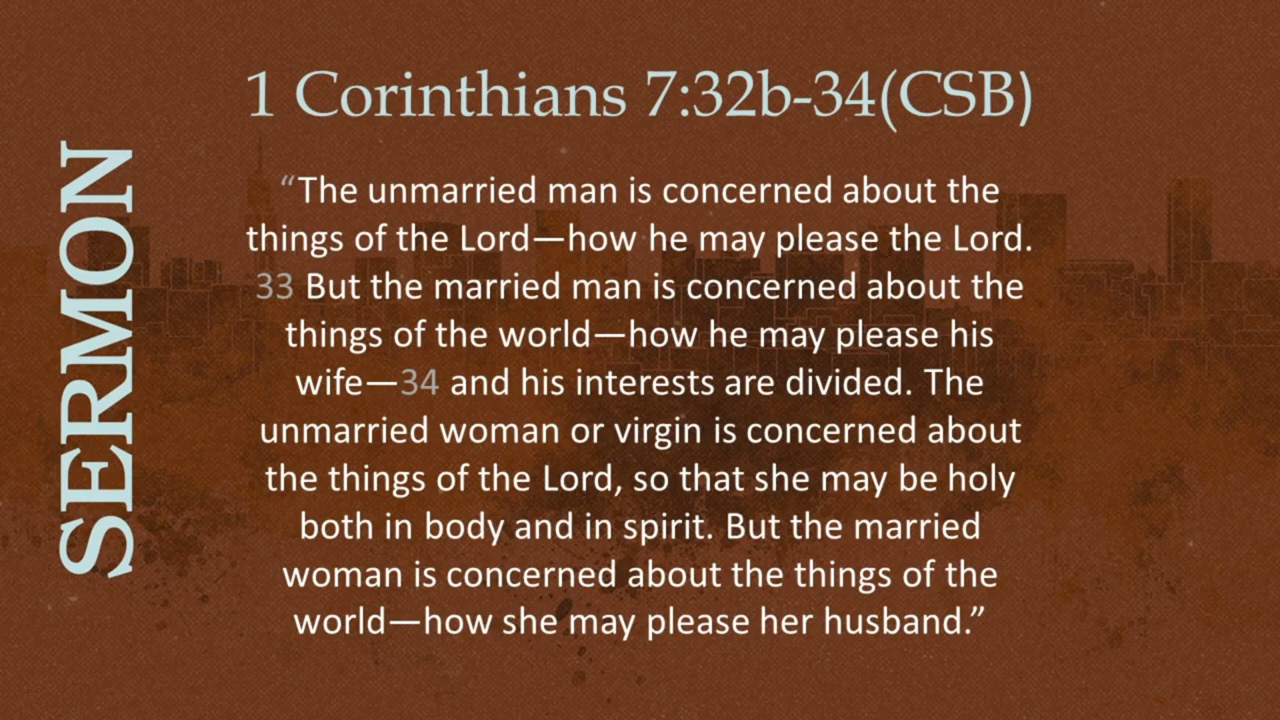 1 Corinthians 7:32b-34(CSB)
SERMON
“The unmarried man is concerned about the
things of the Lord—how he may please the Lord.
33 But the married man is concerned about the
things of the world—how he may please his
wife—34 and his interests are divided. The
unmarried woman or virgin is concerned about
the things of the Lord, so that she may be holy
both in body and in spirit. But the married
woman is concerned about the things of the
world—how she may please her husband.”